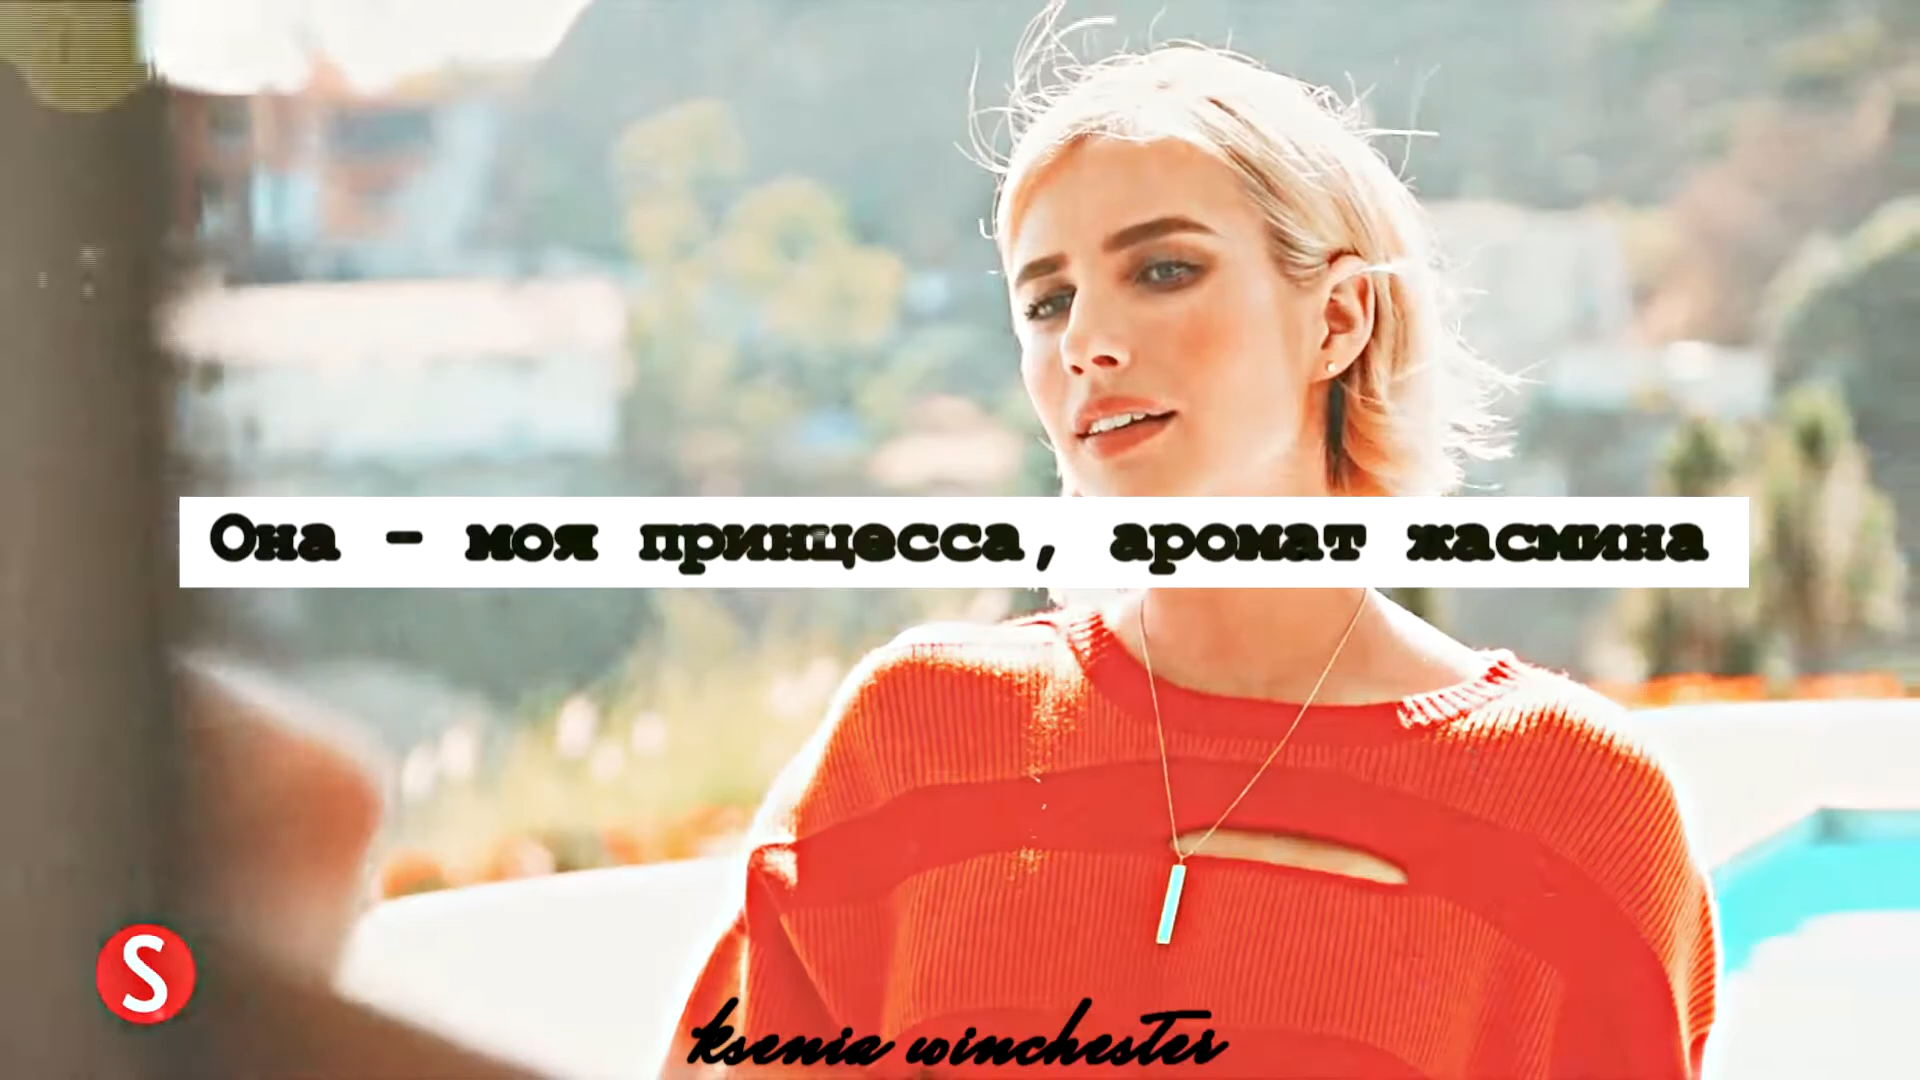 Она - моя принцесса, аромат жасмина
S
ksenia winchester